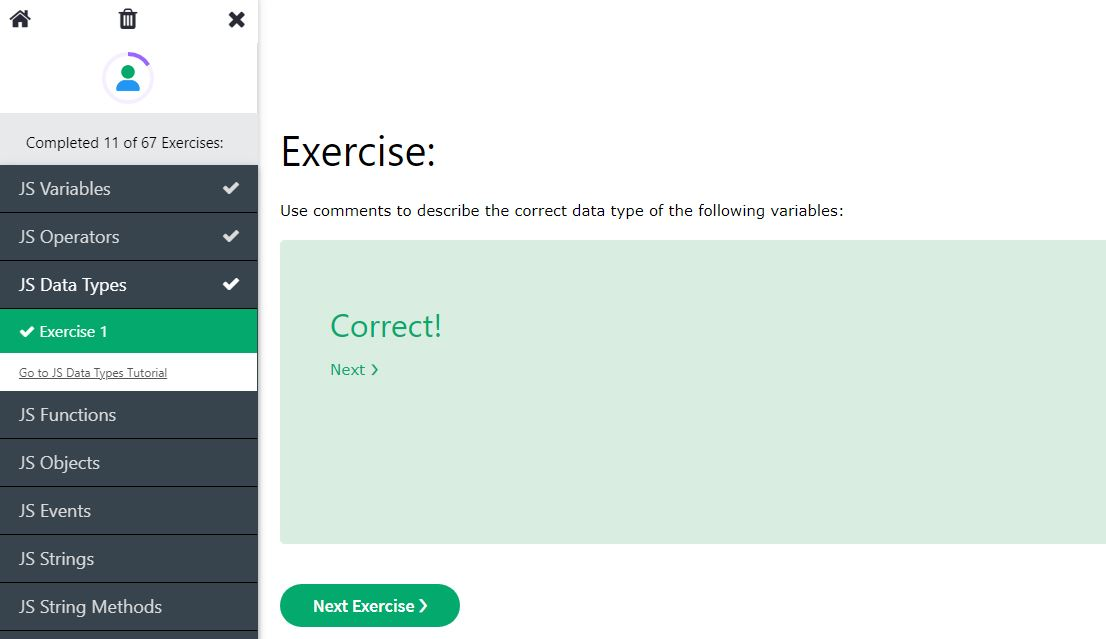 Completed 11 of 67 Exercises:
JS Variables
JS Operators
JS Data Types
Exercise 1
Go to JS Data Types Tutorial
JS Functions
JS Objects
JS Events
JS Strings
JS String Methods
Exercise:
Use comments to describe the correct data type of the following variables:
Correct!
Next ❯
Next Exercise ❯